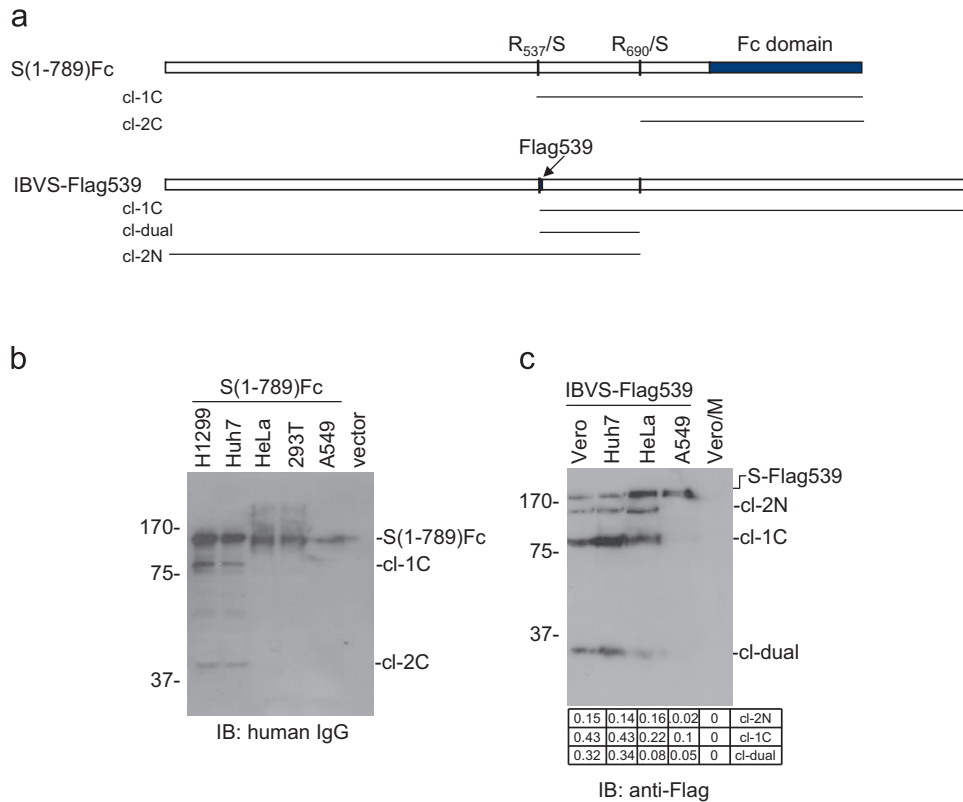 a
R537/S R690/S Fc domain
S(1-789)Fc
cl-1C
cl-2C
Flag539
IBVS-Flag539
cl-1C
cl-dual
cl-2N
b
S(1-789)Fc
H1299 Huh7 HeLa 293T A549 vector
170-
-S(1-789)Fc
-cl-1C
75-
-cl-2C
37-
IB: human IgG
c
IBVS-Flag539
Vero Huh7 HeLa A549 Vero/M
S-Flag539
170-
-cl-2N
-cl-1C
75-
37-
-cl-dual
0.15 0.14 0.16 0.02 0 cl-2N
0.43 0.43 0.22 0.1 0 cl-1C
0.32 0.34 0.08 0.05 0 cl-dual
IB: anti-Flag